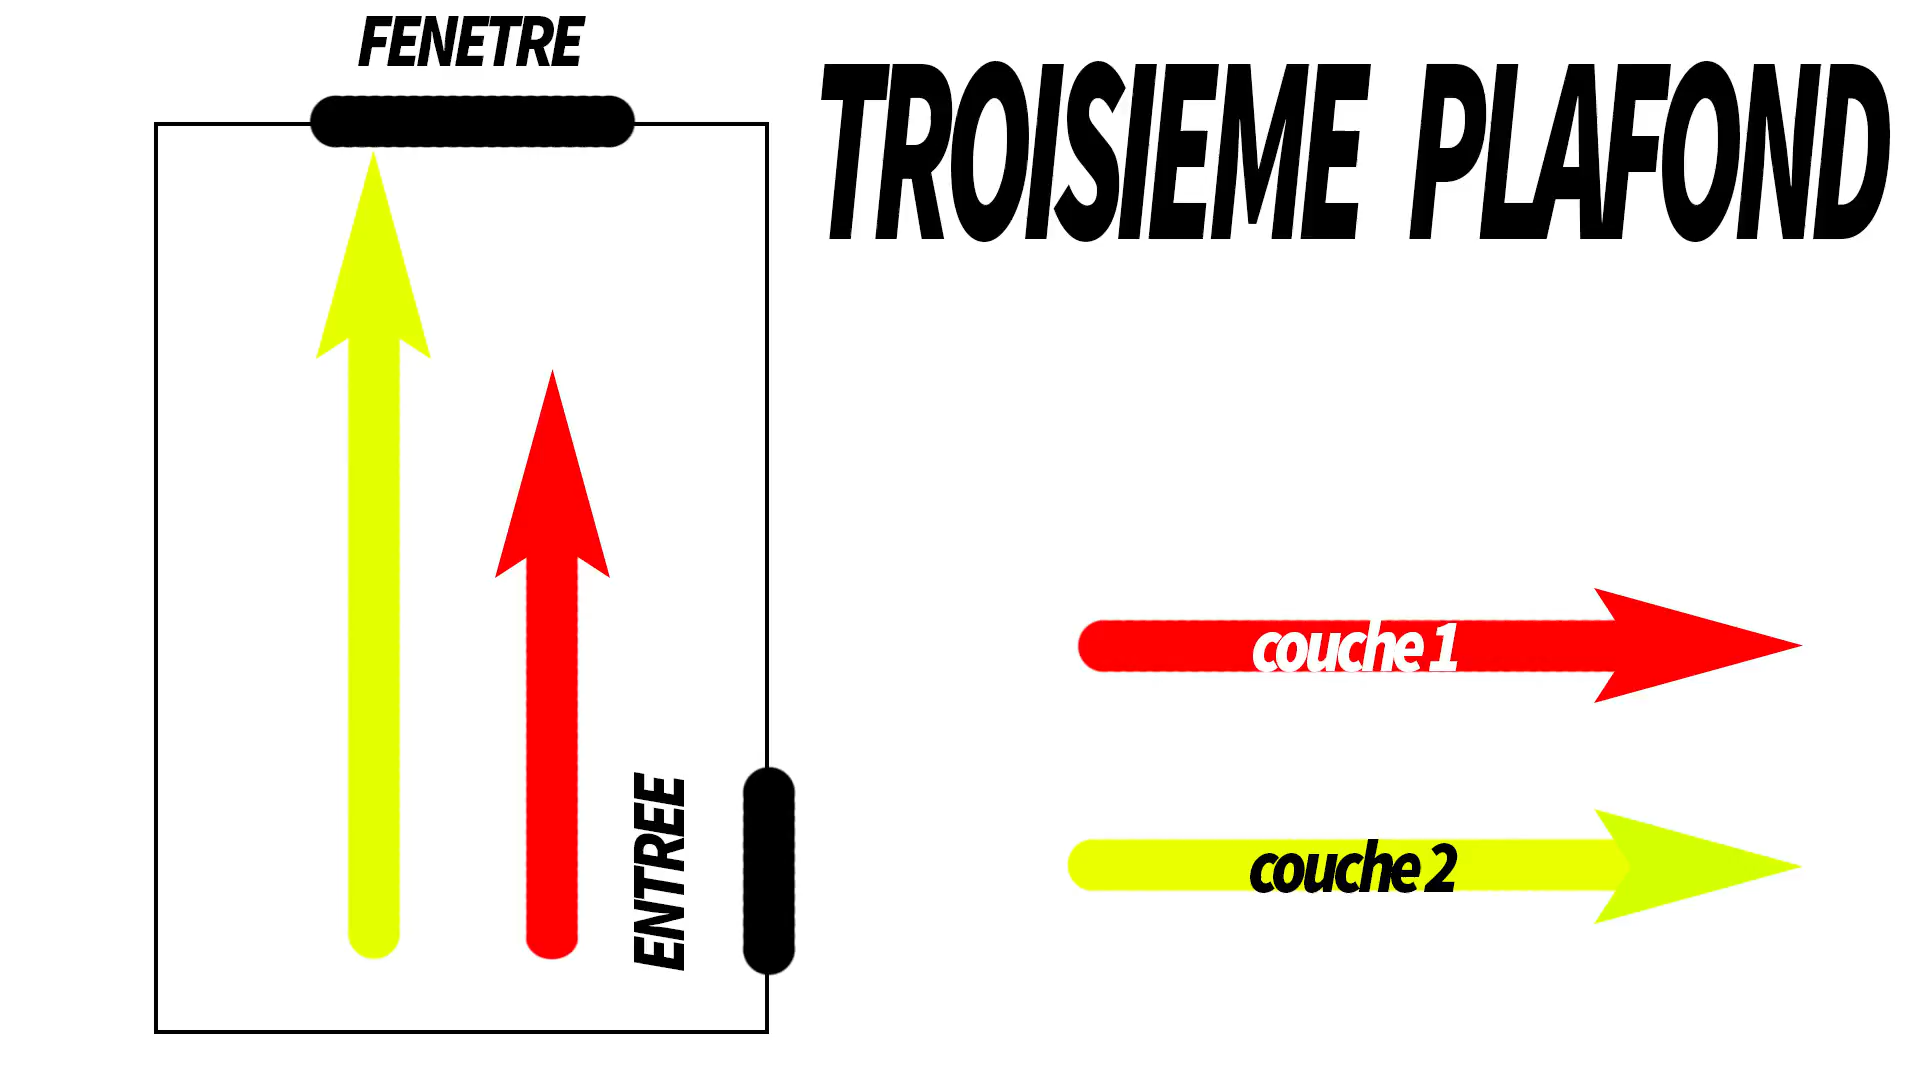 FENETRE
TROISIEME PLAFOND
couche 1
ENTREE
couche 2